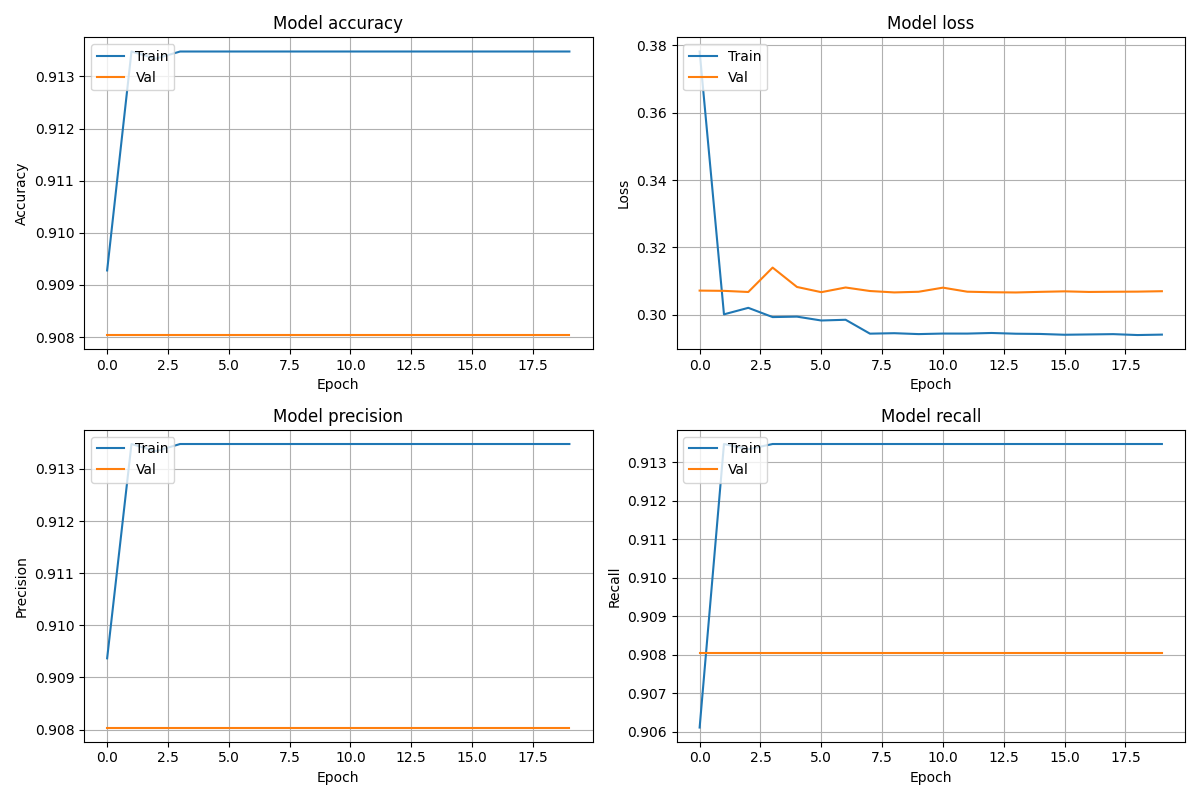 Model accuracy
Train
Val
0.913
0.912
0.911
0.910
0.909
0.908
Accuracy
0.0 2.5 5.0 7.5 10.0 12.5 15.0 17.5
Epoch
Model loss
Train
Val
0.38
0.36
0.34
0.32
0.30
Loss
0.0 2.5 5.0 7.5 10.0 12.5 15.0 17.5
Epoch
Model precision
Train
Val
0.913
0.912
0.911
0.910
0.909
0.908
Precision
0.0 2.5 5.0 7.5 10.0 12.5 15.0 17.5
Epoch
Model recall
Train
Val
0.913
0.912
0.911
0.910
0.909
0.908
0.907
0.906
Recall
0.0 2.5 5.0 7.5 10.0 12.5 15.0 17.5
Epoch